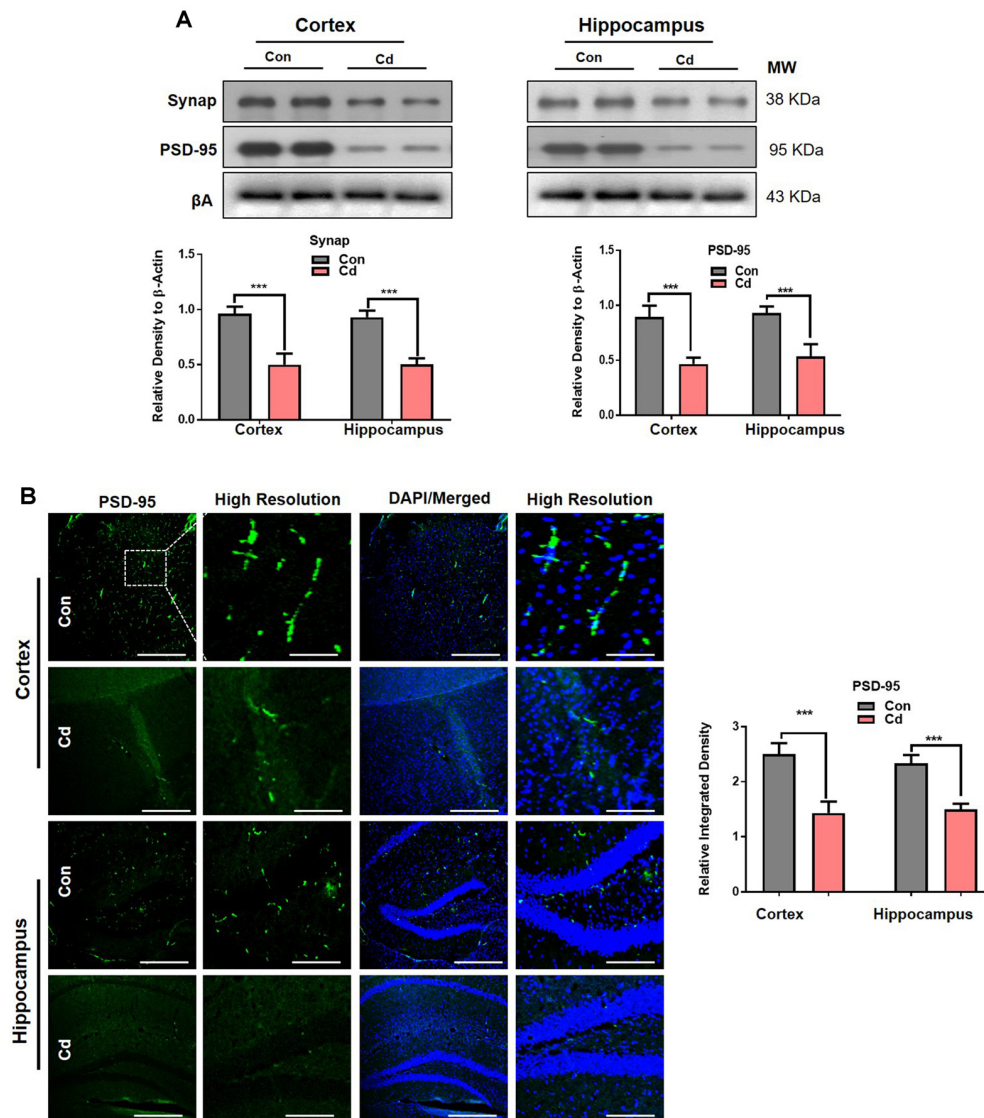 A
Cortex
Hippocampus
Con
Cd
Con
Cd
MW
Synap
38 KDa
PSD-95
95 KDa
βA
43 KDa
Synap
Con
Cd
Relative Density to β-Actin
1.5
1.0
0.5
0.0
***
***
Cortex
Hippocampus
PSD-95
Con
Cd
Relative Density to β-Actin
1.5
1.0
0.5
0.0
***
***
Cortex
Hippocampus
B
PSD-95
High Resolution
DAPI/Merged
High Resolution
Cortex
Con
Cd
Hippocampus
Con
Cd
PSD-95
Con
Cd
Relative Integrated Density
3
2
1
0
***
***
Cortex
Hippocampus